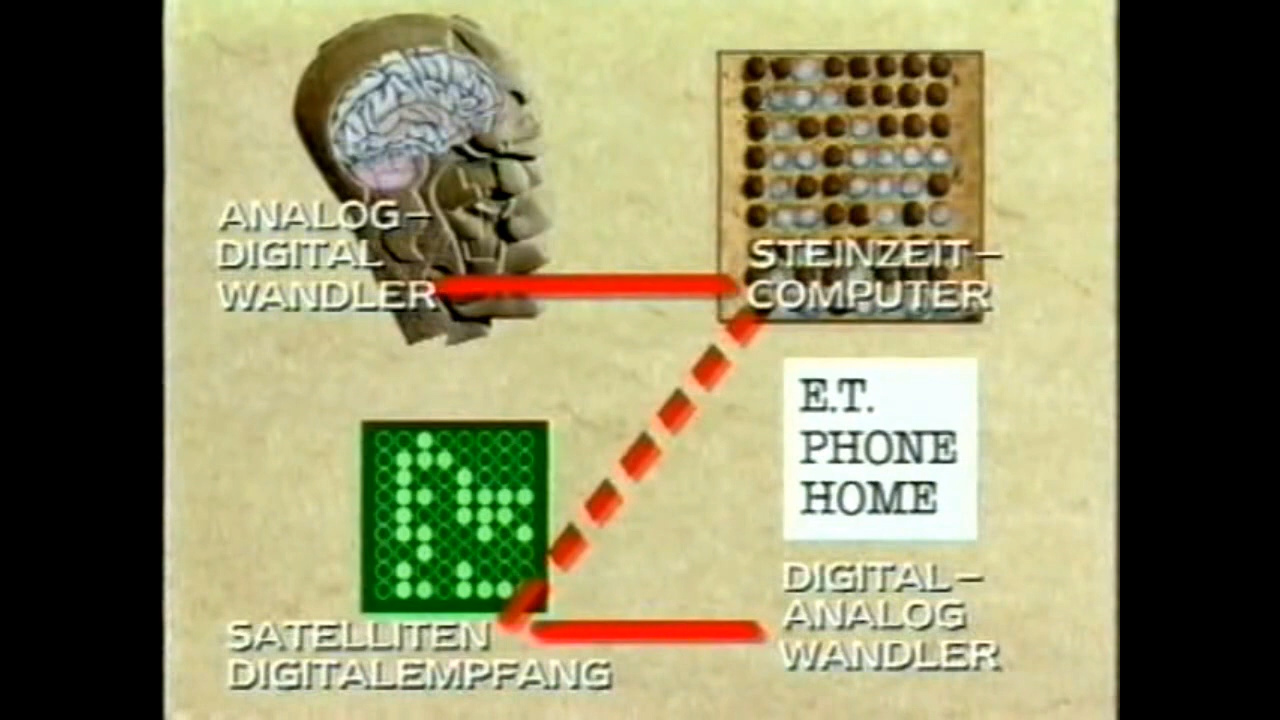 ANALOG–
DIGITAL
WANDLER
STEINZEIT–
COMPUTER
E.T.
PHONE
HOME
SATELLITEN
DIGITALEMPFANG
DIGITAL–
ANALOG
WANDLER